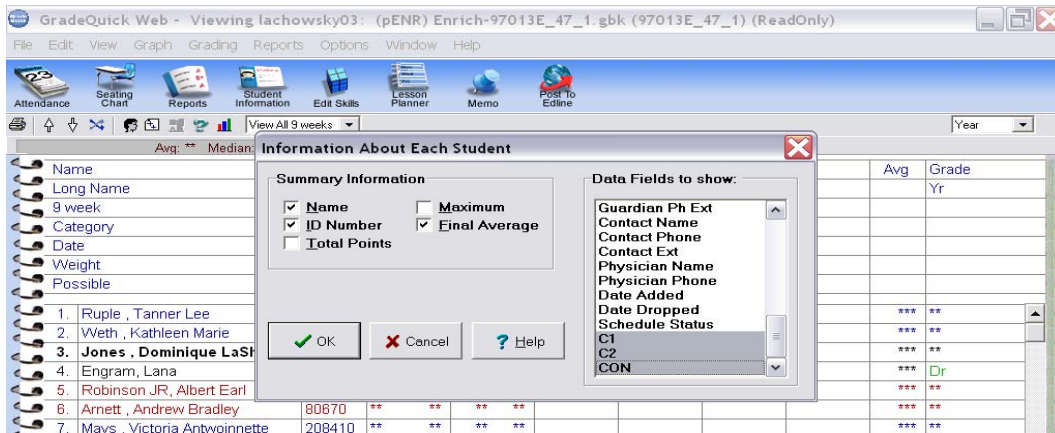 GradeQuick Web - Viewing lachowsky03: (pENR) Enrich-97013E_47_1.gbk (97013E_47_1) (ReadOnly)
File Edit View Graph Grading Reports Options Window Help
23
Attendance
Seating Chart
Reports
Student Information
Edit Skills
Lesson Planner
Memo
Post To Edline
View All 9 weeks
Year
Avg: ** Median:
Information About Each Student
Summary Information
Name
Maximum
ID Number
Final Average
Total Points
OK
Cancel
? Help
Data Fields to show:
Guardian Ph Ext
Contact Name
Contact Phone
Contact Ext
Physician Name
Physician Phone
Date Added
Date Dropped
Schedule Status
C1
C2
CON
Name
Avg Grade
Long Name
Yr
9 week
Category
Date
Weight
Possible
1. Ruple , Tanner Lee *** **
2. Weth , Kathleen Marie *** **
3. Jones , Dominique LaSh *** **
4. Engram, Lana *** Dr
5. Robinson JR, Albert Earl *** **
6. Arnett , Andrew Bradley 80670 ** ** ** ** *** **
7. Mays , Victoria Antwoinnette 208410 ** ** ** ** *** **